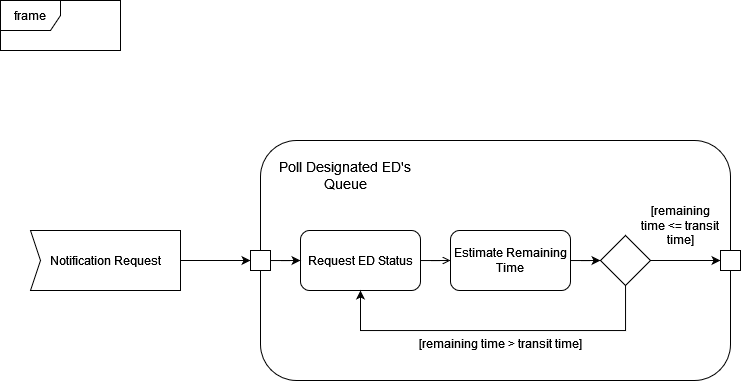 frame
Poll Designated ED's
Queue
[remaining
time <= transit
time]
Notification Request
Request ED Status
Estimate Remaining
Time
[remaining time > transit time]